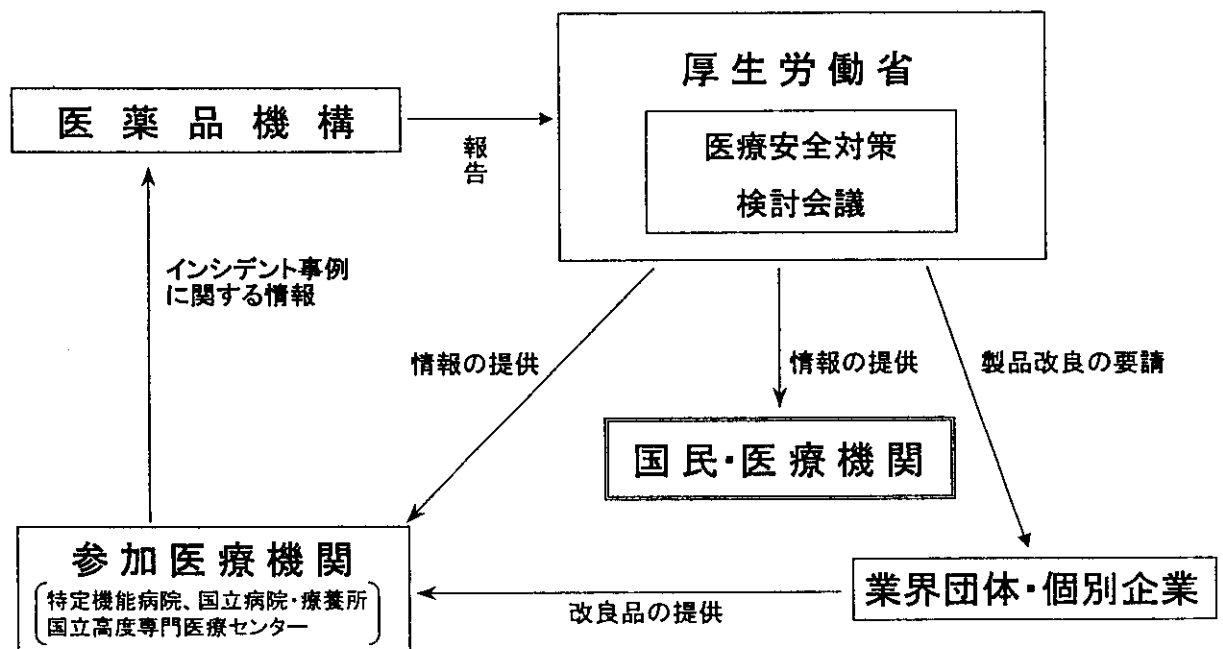 厚生労働省
医薬品機構
報告
医療安全対策
検討会議
インシデント事例
に関する情報
情報の提供
情報の提供
製品改良の要請
国民・医療機関
参加医療機関
特定機能病院、国立病院・療養所
国立高度専門医療センター
改良品の提供
業界団体・個別企業